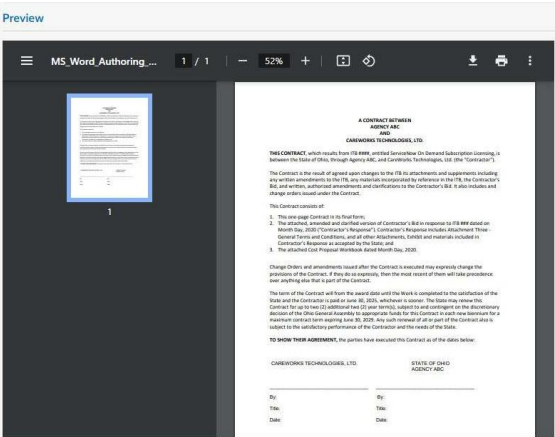 Preview
MS_Word_Authoring_... 1 / 1 52%
1
A CONTRACT BETWEEN
AGENCY ABC
AND
CAREWORKS TECHNOLOGIES, LTD.
THIS CONTRACT, which results from ITB ####, entitled ServiceNow On Demand Subscription Licensing, is
between the State of Ohio, through Agency ABC, and CareWorks Technologies, Ltd. (the "Contractor").
The Contract is the result of agreed upon changes to the ITB its attachments and supplements including
any written amendments to the ITB, any materials incorporated by reference in the ITB, the Contractor's
Bid, and written, authorized amendments and clarifications to the Contractor's Bid. It also includes and
change orders issued under the Contract.
This Contract consists of:
1. This one-page Contract in its final form;
2. The attached, amended and clarified version of Contractor's Bid in response to ITB ### dated on
Month Day, 2020 ("Contractor's Response"). Contractor's Response includes Attachment Three -
General Terms and Conditions, and all other Attachments, Exhibit and materials included in
Contractor's Response as accepted by the State; and
3. The attached Cost Proposal Workbook dated Month Day, 2020.
Change Orders and amendments issued after the Contract is executed may expressly change the
provisions of the Contract. If they do so expressly, then the most recent of them will take precedence
over anything else that is part of the Contract.
The term of the Contract will from the award date until the Work is completed to the satisfaction of the
State and the Contractor is paid or June 30, 2025, whichever is sooner. The State may renew this
Contract for up to two (2) additional two (2) year term(s), subject to and contingent on the discretionary
decision of the Ohio General Assembly to appropriate funds for this Contract in each new biennium for a
maximum contract term expiring June 30, 2029. Any such renewal of all or part of the Contract also is
subject to the satisfactory performance of the Contractor and the needs of the State.
TO SHOW THEIR AGREEMENT, the parties have executed this Contract as of the dates below.
CAREWORKS TECHNOLOGIES, LTD STATE OF OHIO
AGENCY ABC
By: By:
Title: Title:
Date: Date: